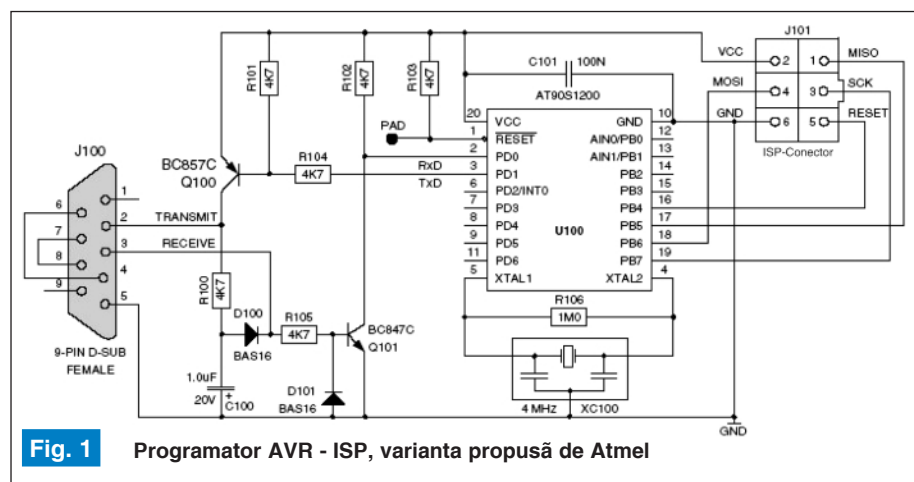 J101
VCC
2
1
MISO
MOSI
4
3
SCK
GND
6
5
RESET
ISP-Conector
R101
4K7
R102
4K7
R103
4K7
C101
100N
AT90S1200
PAD
20
VCC
GND
10
1
RESET
AIN0/PB0
12
2
PD0
AIN1/PB1
13
3
PD1
PB2
14
6
PD2/INT0
PB3
15
7
PD3
PB4
16
8
PD4
PB5
17
9
PD5
U100
PB6
18
11
PD6
PB7
19
5
XTAL1
XTAL2
4
BC857C
Q100
R104
4K7
RxD
TxD
J100
1
6
2
TRANSMIT
7
3
RECEIVE
8
4
9
5
9-PIN D-SUB
FEMALE
R100
4K7
D100
BAS16
R105
4K7
BC847C
Q101
1.0uF
20V
+
C100
D101
BAS16
R106
1M0
4 MHz
XC100
GND
Fig. 1
Programator AVR - ISP, varianta propusã de Atmel